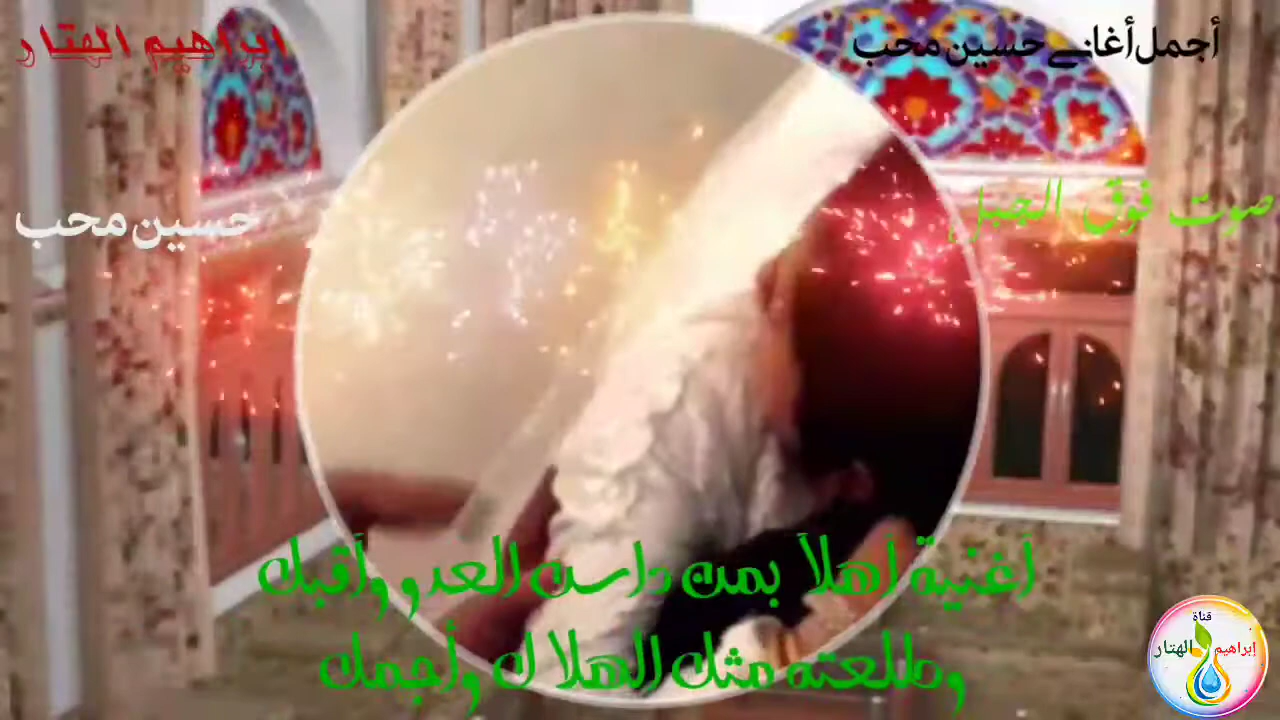 أجمل أغاني حسين محب
ابراهيم الهتار
صوت فوق الجبل
حسين محب
أغنية أهلاً بمن داس العدو وأقبل
وطلعته مثل الهلال وأجمل
قناة
إبراهيم الهتار